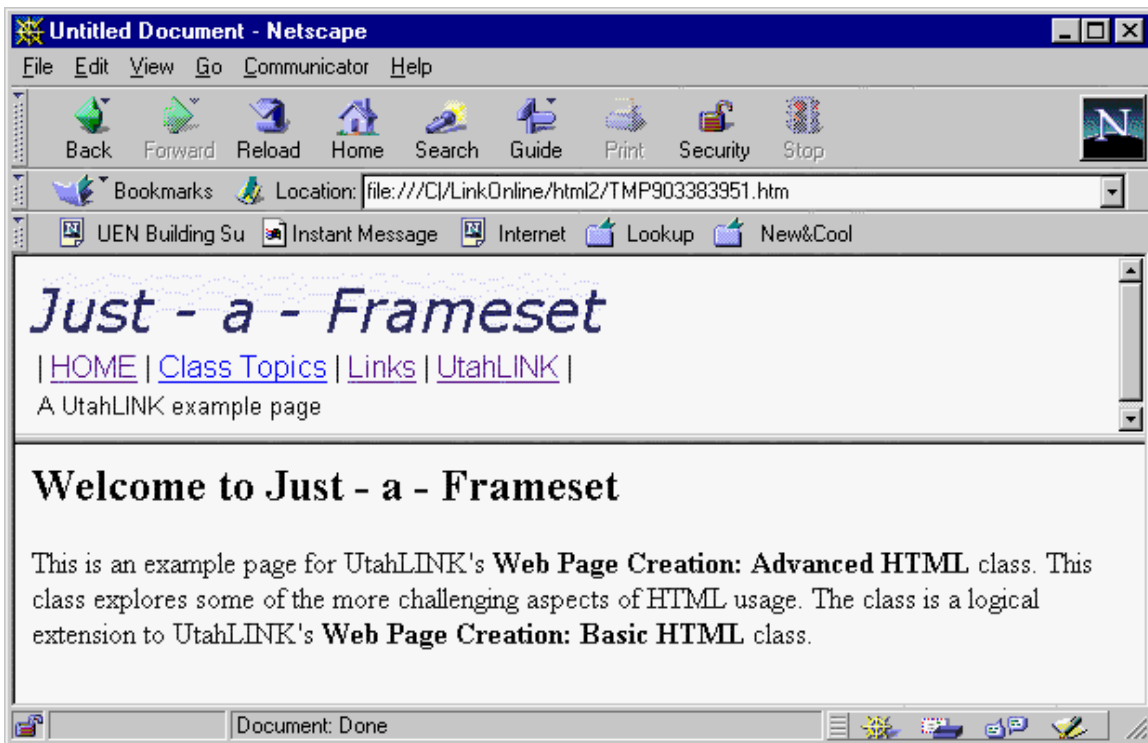 Untitled Document - Netscape
File Edit View Go Communicator Help
Back Forward Reload Home Search Guide Print Security Stop
N
Bookmarks Location: file:///C|/LinkOnline/html2/TMP903383951.htm
UEN Building Su Instant Message Internet Lookup New&Cool
Just - a - Frameset
| HOME | Class Topics | Links | UtahLINK |
A UtahLINK example page
Welcome to Just - a - Frameset
This is an example page for UtahLINK's Web Page Creation: Advanced HTML class. This
class explores some of the more challenging aspects of HTML usage. The class is a logical
extension to UtahLINK's Web Page Creation: Basic HTML class.
Document: Done